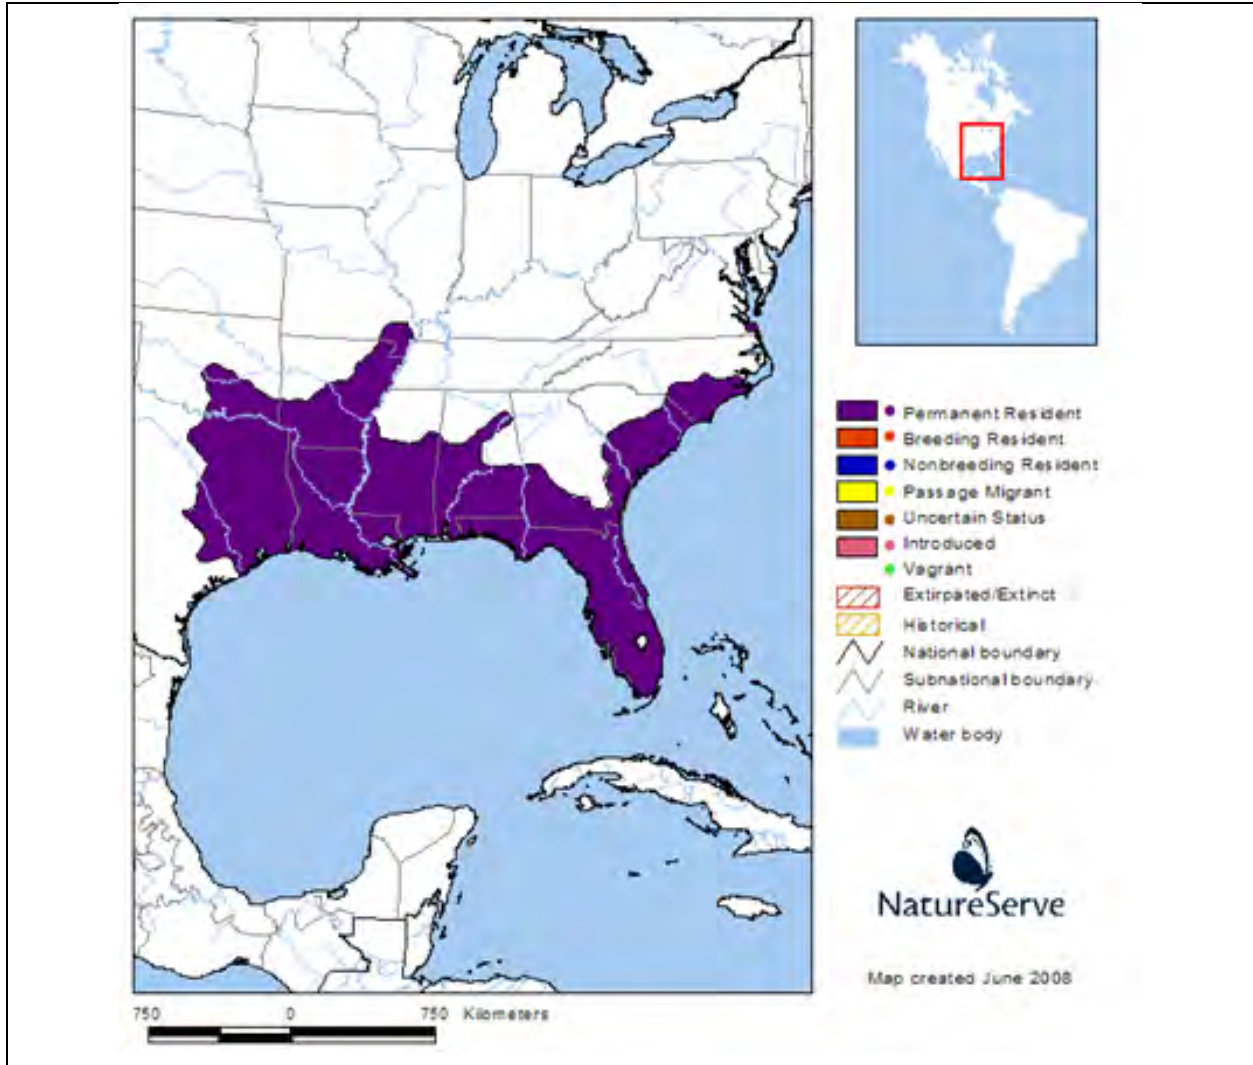 Permanent Resident
Breeding Resident
Nonbreeding Resident
Passage Migrant
Uncertain Status
Introduced
Vagrant
Extirpated/Extinct
Historical
National boundary
Subnational boundary
River
Water body
NatureServe
Map created June 2008
750 0 750 Kilometers